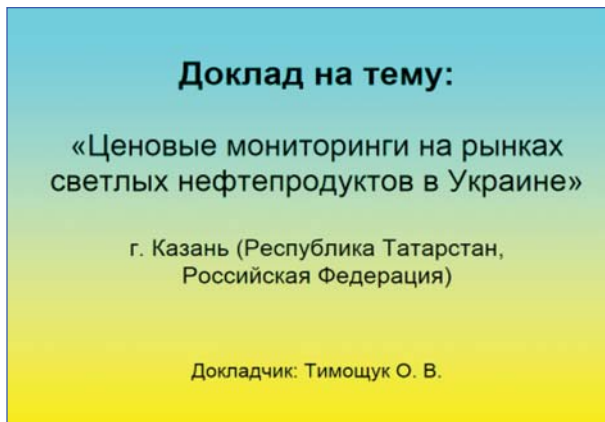 Доклад на тему:
«Ценовые мониторинги на рынках
светлых нефтепродуктов в Украине»
г. Казань (Республика Татарстан,
Российская Федерация)
Докладчик: Тимощук О. В.